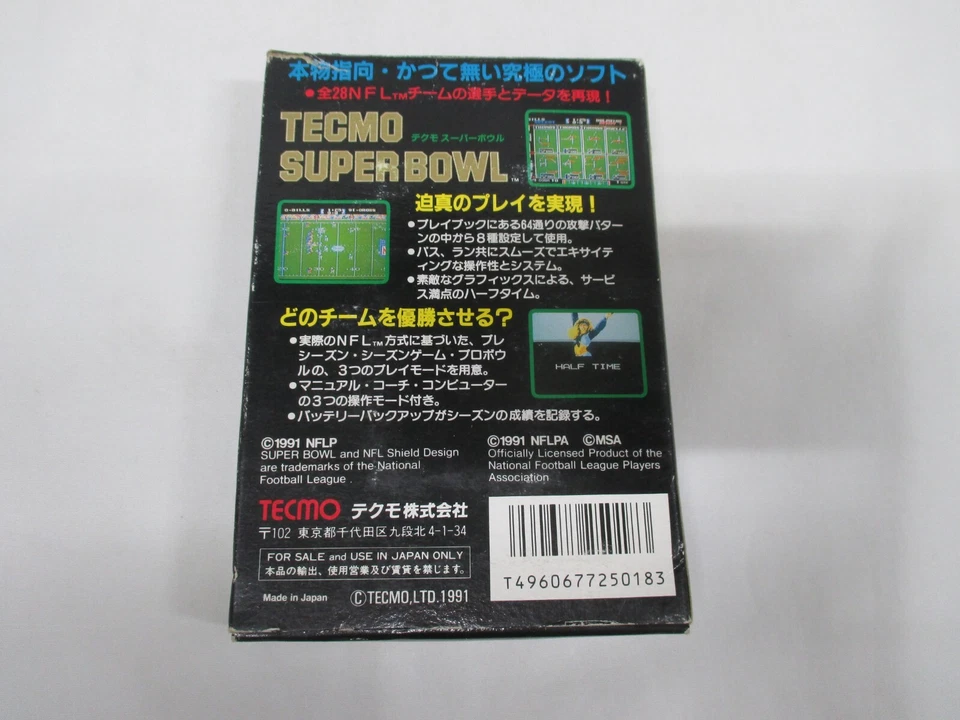 本物指向・かつて無い究極のソフト
●全28NFL™チームの選手とデータを再現！
TECMO
テクモ スーパーボウル
SUPER BOWL™
迫真のプレイを実現！
●プレイブックにある64通りの攻撃パター
ンの中から8種設定して使用。
●パス、ラン共にスムーズでエキサイテ
ィングな操作性とシステム。
●素敵なグラフィックスによる、サービ
ス満点のハーフタイム。
どのチームを優勝させる？
●実際のNFL™方式に基づいた、プレ
シーズン・シーズンゲーム・プロボウ
ルの、3つのプレイモードを用意。
●マニュアル・コーチ・コンピューター
の3つの操作モード付き。
●バッテリーバックアップがシーズンの成績を記録する。
HALF TIME
©1991 NFLP
SUPER BOWL and NFL Shield Design
are trademarks of the National
Football League .
©1991 NFLPA ©MSA
Officially Licensed Product of the
National Football League Players
Association
TECMO テクモ株式会社
〒102 東京都千代田区九段北4-1-34
FOR SALE and USE IN JAPAN ONLY
本品の輸出、使用営業及び賃貸を禁じます。
Made in Japan ©TECMO,LTD.1991
T4960677250183